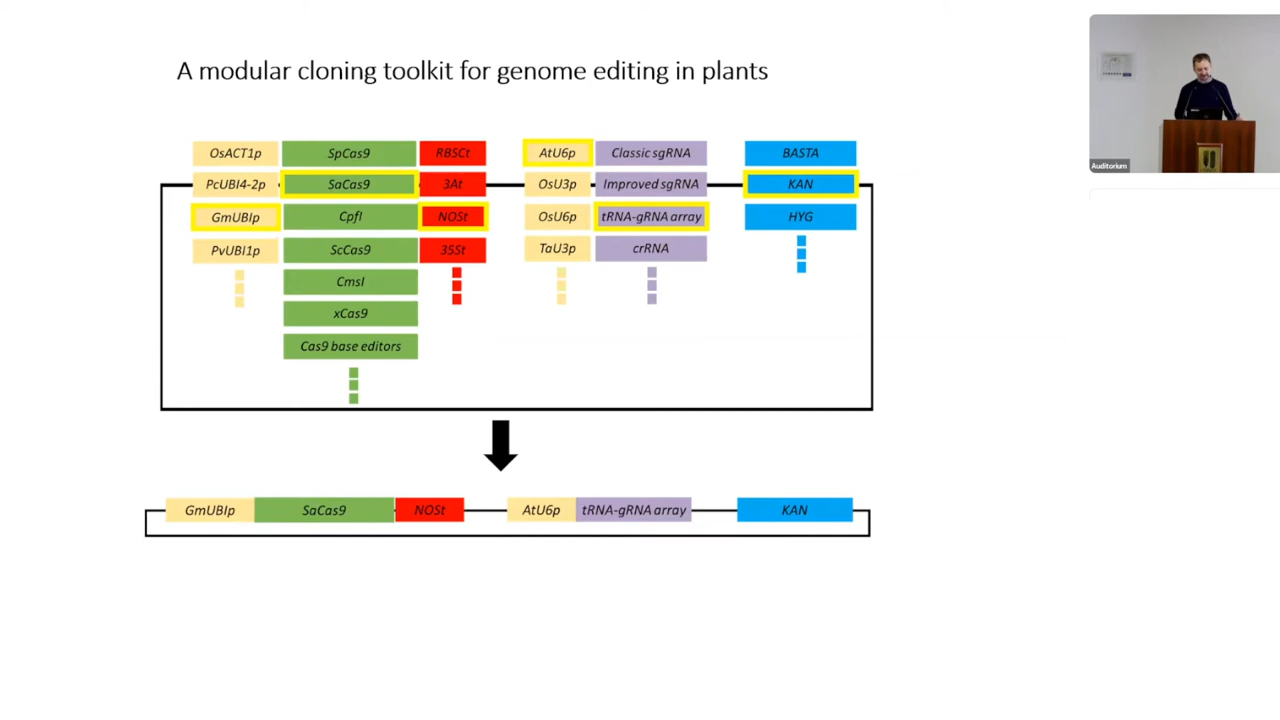 A modular cloning toolkit for genome editing in plants
OsACT1p SpCas9 RBSCt AtU6p Classic sgRNA BASTA
PcUBI4-2p SaCas9 3At OsU3p Improved sgRNA KAN
GmUBIp CpfI NOSt OsU6p tRNA-gRNA array HYG
PvUBI1p ScCas9 35St TaU3p crRNA
CmsI
xCas9
Cas9 base editors
GmUBIp SaCas9 NOSt AtU6p tRNA-gRNA array KAN
Auditorium